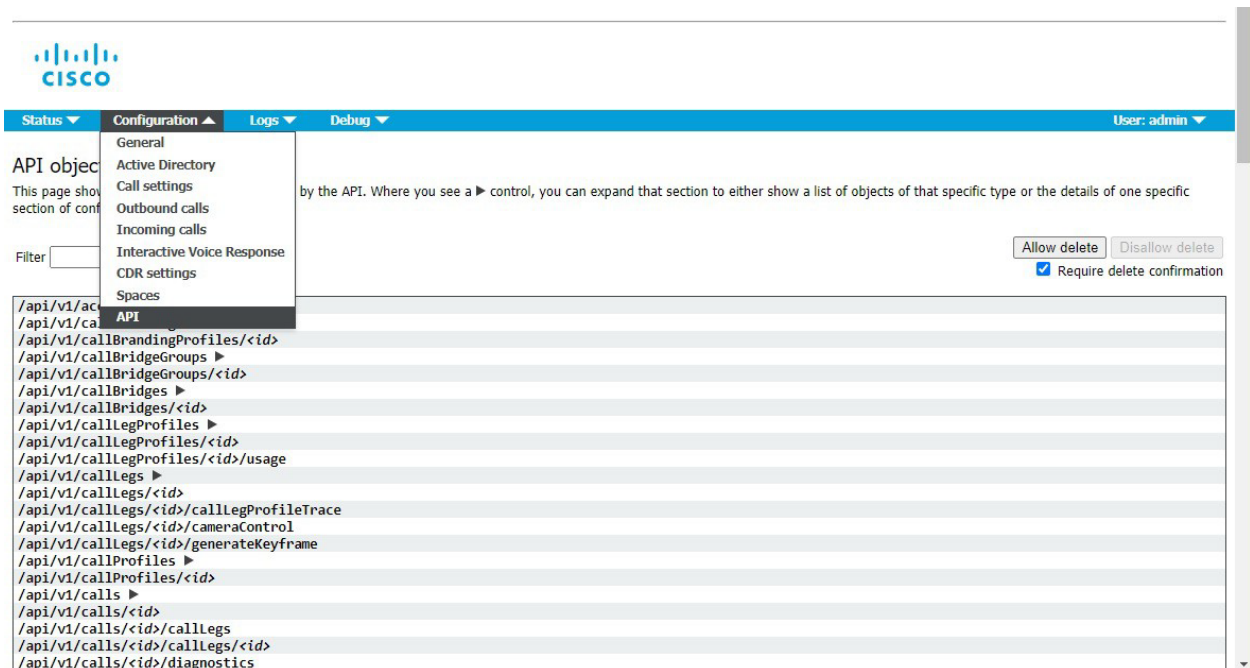 CISCO
Status Configuration Logs Debug User: admin
General
API objec Active Directory
Call settings
This page show by the API. Where you see a ▶ control, you can expand that section to either show a list of objects of that specific type or the details of one specific
section of conf Outbound calls
Incoming calls
Filter Interactive Voice Response Allow delete Disallow delete
CDR settings Require delete confirmation
Spaces
/api/v1/acc
API
/api/v1/cal
/api/v1/callBrandingProfiles/<id>
/api/v1/callBridgeGroups ▶
/api/v1/callBridgeGroups/<id>
/api/v1/callBridges ▶
/api/v1/callBridges/<id>
/api/v1/callLegProfiles ▶
/api/v1/callLegProfiles/<id>
/api/v1/callLegProfiles/<id>/usage
/api/v1/callLegs ▶
/api/v1/callLegs/<id>
/api/v1/callLegs/<id>/callLegProfileTrace
/api/v1/callLegs/<id>/cameraControl
/api/v1/callLegs/<id>/generateKeyframe
/api/v1/callProfiles ▶
/api/v1/callProfiles/<id>
/api/v1/calls ▶
/api/v1/calls/<id>
/api/v1/calls/<id>/callLegs
/api/v1/calls/<id>/callLegs/<id>
/api/v1/calls/<id>/diagnostics